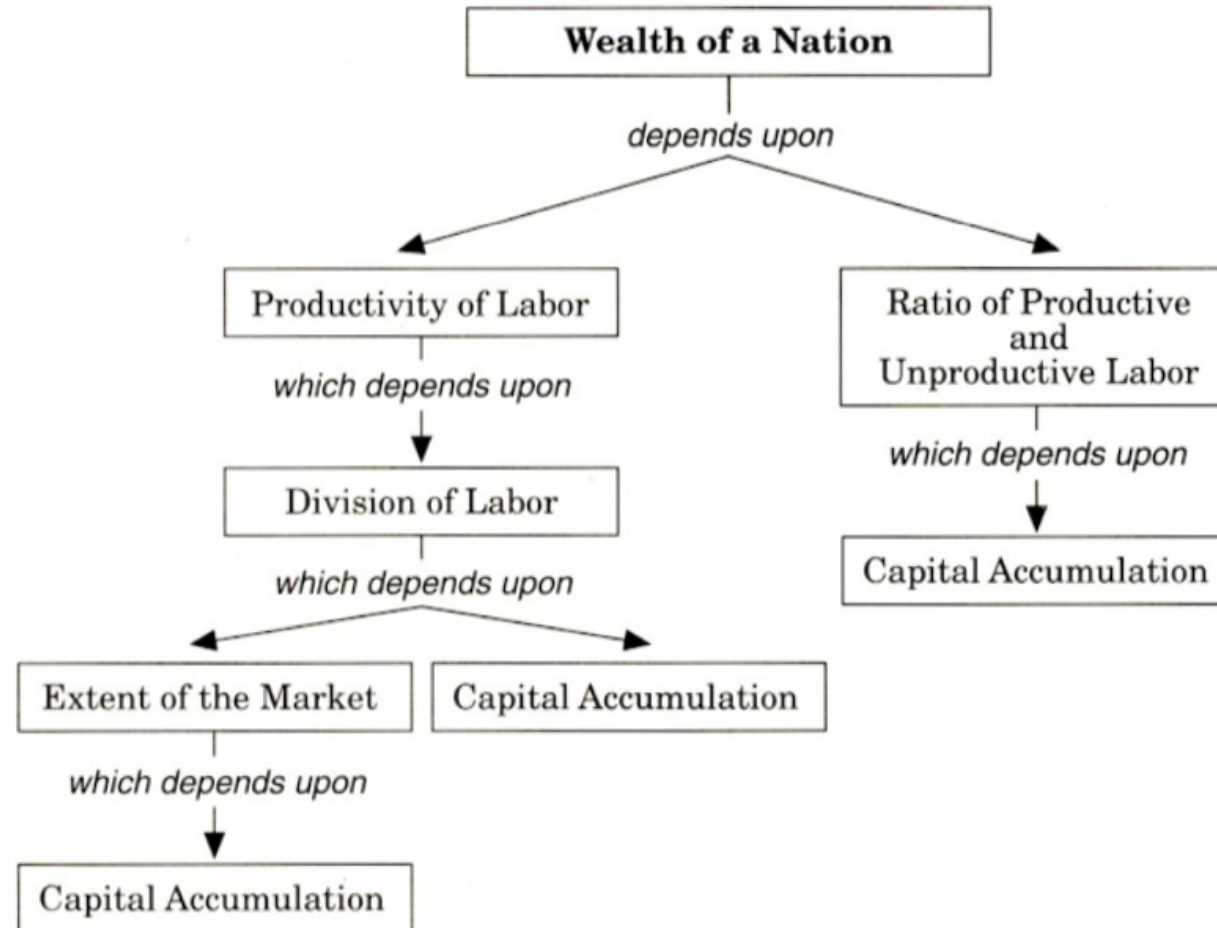 Wealth of a Nation
depends upon
Productivity of Labor
Ratio of Productive
and
Unproductive Labor
which depends upon
which depends upon
Division of Labor
Capital Accumulation
which depends upon
Extent of the Market
Capital Accumulation
which depends upon
Capital Accumulation